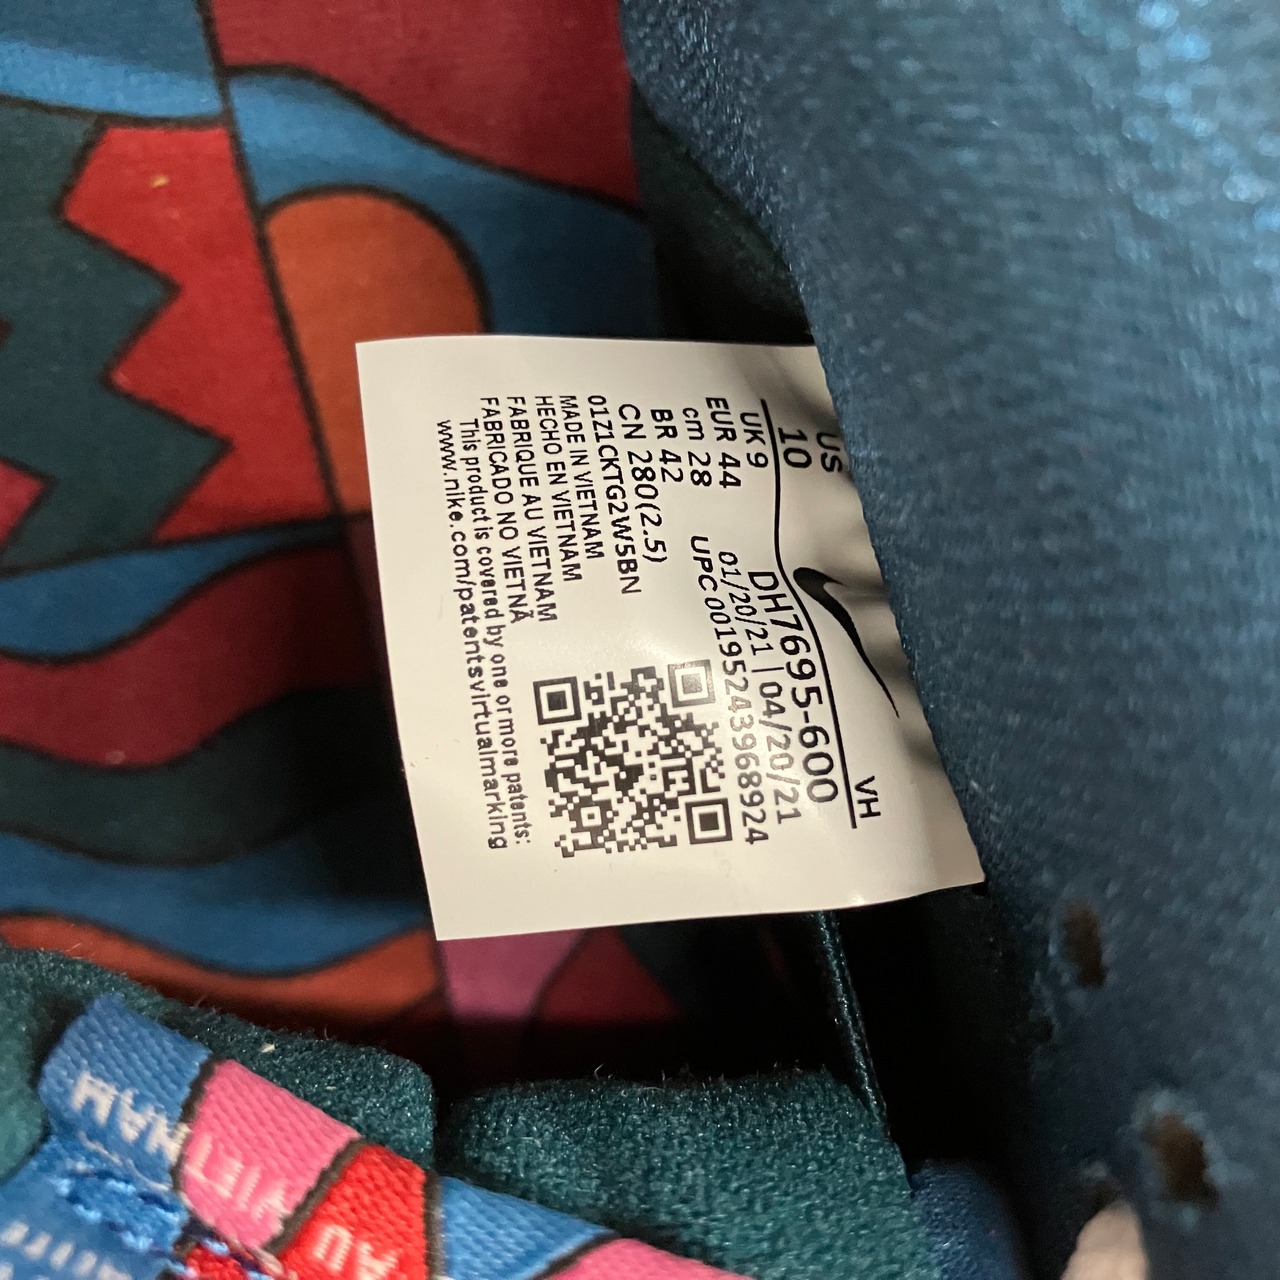 US
10
VH
UK 9
DH7695-600
EUR 44
01/20/21 | 04/20/21
cm 28
UPC 00195243968924
BR 42
CN 280(2.5)
01Z1CKTG2W5BN
MADE IN VIETNAM
HECHO EN VIETNAM
FABRIQUE AU VIETNAM
FABRICADO NO VIETNÃ
This product is covered by one or more patents:
www.nike.com/patentsvirtualmarking
AU VIETNAM